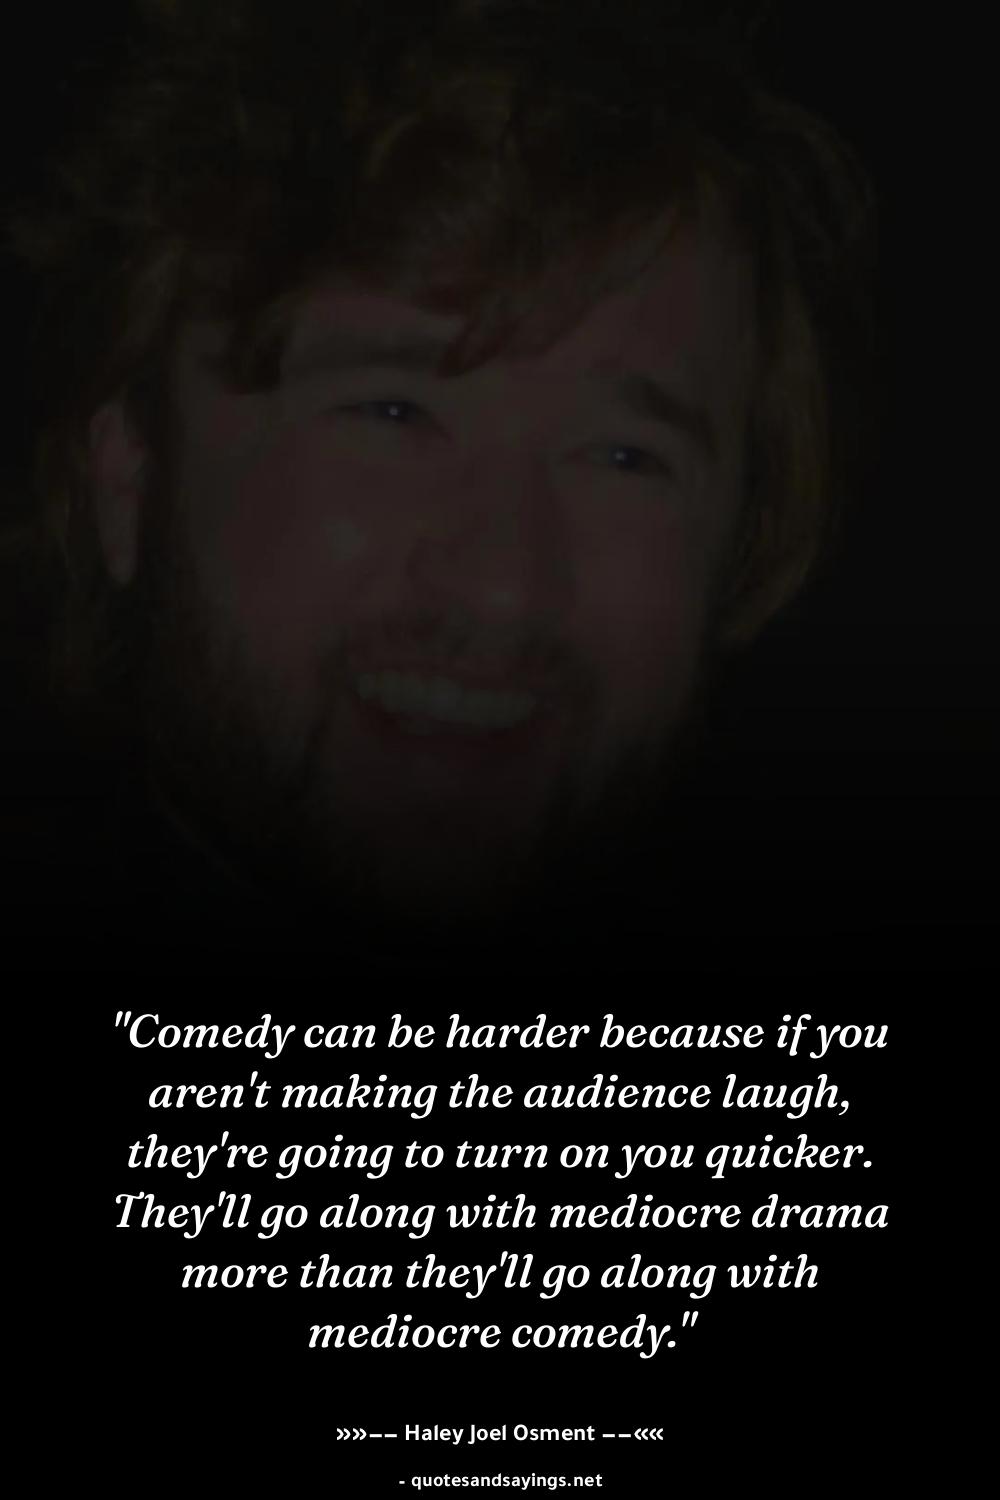 "Comedy can be harder because if you
aren't making the audience laugh,
they're going to turn on you quicker.
They'll go along with mediocre drama
more than they'll go along with
mediocre comedy."
»»−− Haley Joel Osment −−««
- quotesandsayings.net